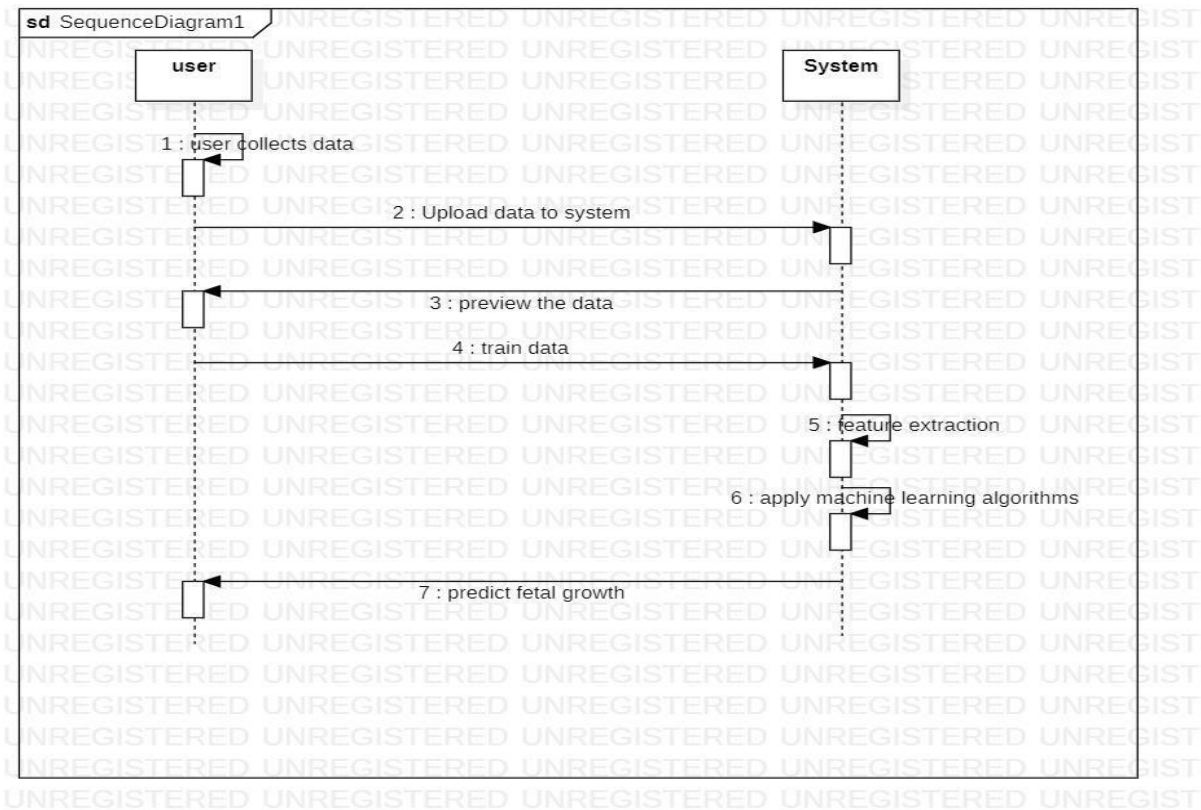 sd SequenceDiagram1
user
System
1 : user collects data
2 : Upload data to system
3 : preview the data
4 : train data
5 : feature extraction
6 : apply machine learning algorithms
7 : predict fetal growth
UNREGISTERED